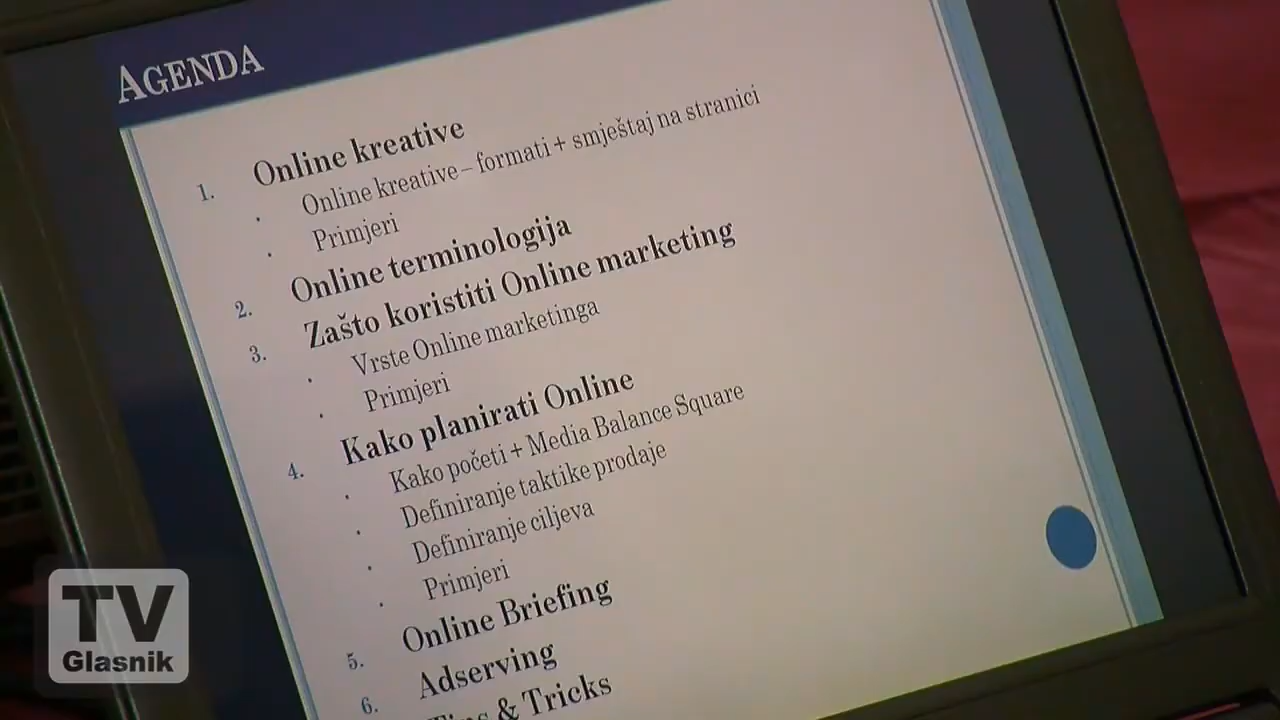 AGENDA
1. Online kreative
· Online kreative – formati + smještaj na stranici
· Primjeri
2. Online terminologija
3. Zašto koristiti Online marketing
· Vrste Online marketinga
· Primjeri
4. Kako planirati Online
· Kako početi + Media Balance Square
· Definiranje taktike prodaje
· Definiranje ciljeva
· Primjeri
5. Online Briefing
6. Adserving
& Tricks
TV
Glasnik